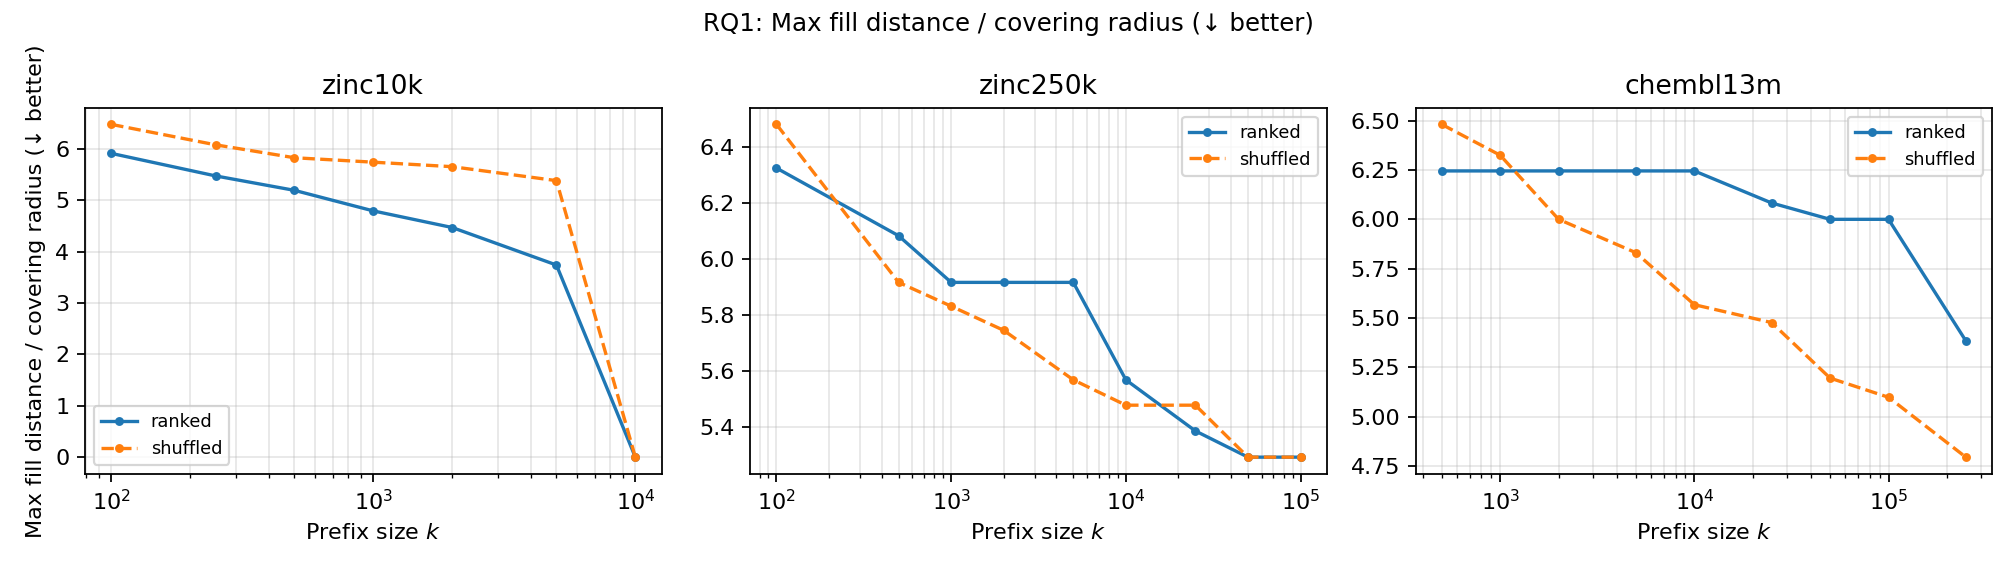 RQ1: Max fill distance / covering radius (↓ better)
Max fill distance / covering radius (↓ better)
zinc10k
6
5
4
3
2
1
0
ranked
shuffled
10²
10³
10⁴
Prefix size k
zinc250k
ranked
shuffled
6.4
6.2
6.0
5.8
5.6
5.4
10²
10³
10⁴
10⁵
Prefix size k
chembl13m
ranked
shuffled
6.50
6.25
6.00
5.75
5.50
5.25
5.00
4.75
10³
10⁴
10⁵
Prefix size k